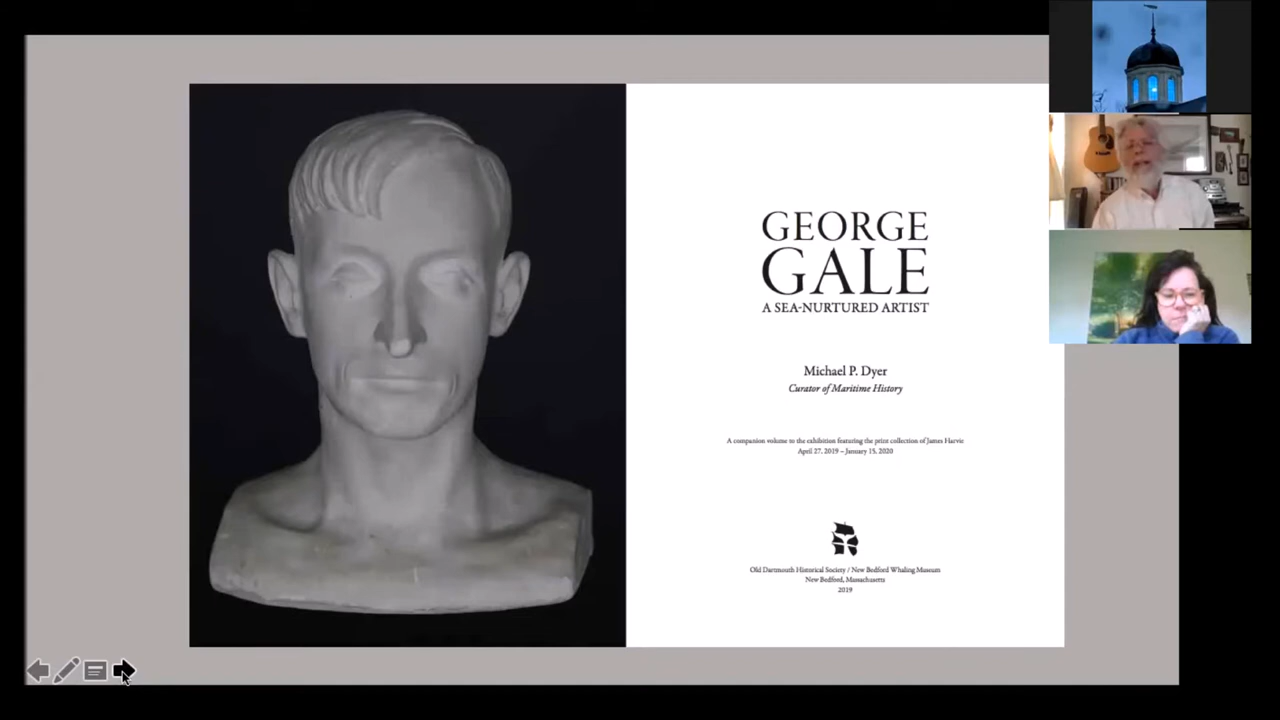 GEORGE
GALE
A SEA-NURTURED ARTIST
Michael P. Dyer
Curator of Maritime History
A companion volume to the exhibition featuring the print collection of James Harvie
April 27, 2019 – January 15, 2020
Old Dartmouth Historical Society / New Bedford Whaling Museum
New Bedford, Massachusetts
2019